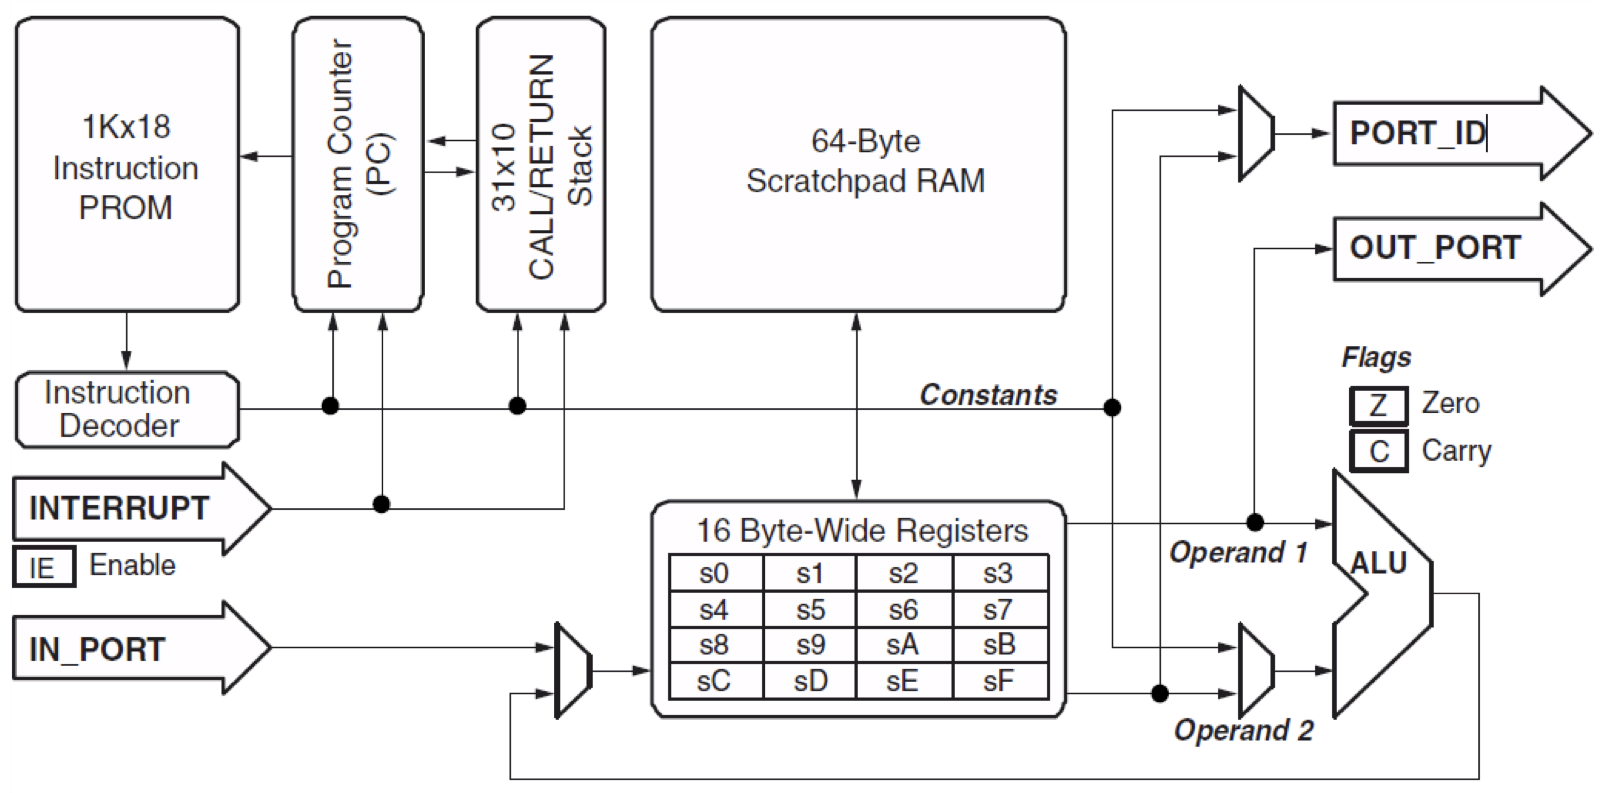 1Kx18
Instruction
PROM
Program Counter
(PC)
31x10
CALL/RETURN
Stack
64-Byte
Scratchpad RAM
PORT_ID
OUT_PORT
Instruction
Decoder
Constants
Flags
Z Zero
C Carry
INTERRUPT
IE Enable
IN_PORT
16 Byte-Wide Registers
s0 s1 s2 s3
s4 s5 s6 s7
s8 s9 sA sB
sC sD sE sF
Operand 1
ALU
Operand 2